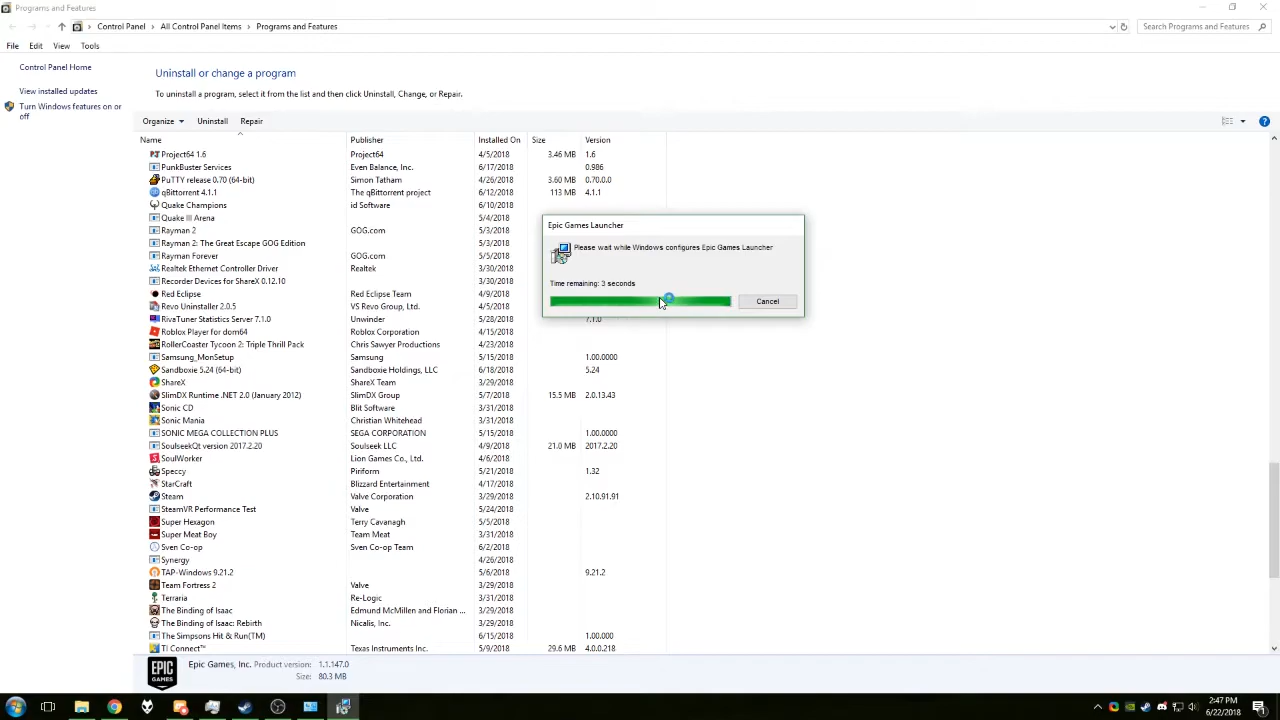 Programs and Features
Control Panel > All Control Panel Items > Programs and Features
Search Programs and Features
File Edit View Tools
Control Panel Home
View installed updates
Turn Windows features on or
off
Uninstall or change a program
To uninstall a program, select it from the list and then click Uninstall, Change, or Repair.
Organize Uninstall Repair
Name Publisher Installed On Size Version
Project64 1.6 Project64 4/5/2018 3.46 MB 1.6
PunkBuster Services Even Balance, Inc. 6/17/2018 0.986
PuTTY release 0.70 (64-bit) Simon Tatham 4/26/2018 3.60 MB 0.70.0.0
qBittorrent 4.1.1 The qBittorrent project 6/12/2018 113 MB 4.1.1
Quake Champions id Software 6/10/2018
Quake III Arena 5/4/2018
Rayman 2 GOG.com 5/3/2018
Rayman 2: The Great Escape GOG Edition 5/3/2018
Rayman Forever GOG.com 5/3/2018
Realtek Ethernet Controller Driver Realtek 3/30/2018
Recorder Devices for ShareX 0.12.10 3/30/2018
Red Eclipse Red Eclipse Team 4/9/2018
Revo Uninstaller 2.0.5 VS Revo Group, Ltd. 4/5/2018
RivaTuner Statistics Server 7.1.0 Unwinder 5/28/2018 7.1.0
Roblox Player for dom64 Roblox Corporation 4/15/2018
RollerCoaster Tycoon 2: Triple Thrill Pack Chris Sawyer Productions 4/23/2018
Samsung_MonSetup Samsung 5/15/2018 1.00.0000
Sandboxie 5.24 (64-bit) Sandboxie Holdings, LLC 6/18/2018 5.24
ShareX ShareX Team 3/29/2018
SlimDX Runtime .NET 2.0 (January 2012) SlimDX Group 5/7/2018 15.5 MB 2.0.13.43
Sonic CD Blit Software 3/31/2018
Sonic Mania Christian Whitehead 3/31/2018
SONIC MEGA COLLECTION PLUS SEGA CORPORATION 5/15/2018 1.00.0000
SoulseekQt version 2017.2.20 Soulseek LLC 4/9/2018 21.0 MB 2017.2.20
SoulWorker Lion Games Co., Ltd. 4/6/2018
Speccy Piriform 5/21/2018 1.32
StarCraft Blizzard Entertainment 4/17/2018
Steam Valve Corporation 3/29/2018 2.10.91.91
SteamVR Performance Test Valve 5/24/2018
Super Hexagon Terry Cavanagh 5/5/2018
Super Meat Boy Team Meat 3/31/2018
Sven Co-op Sven Co-op Team 6/2/2018
Synergy 4/26/2018
TAP-Windows 9.21.2 5/6/2018 9.21.2
Team Fortress 2 Valve 3/29/2018
Terraria Re-Logic 3/31/2018
The Binding of Isaac Edmund McMillen and Florian ... 3/29/2018
The Binding of Isaac: Rebirth Nicalis, Inc. 3/29/2018
The Simpsons Hit & Run(TM) 6/15/2018 1.00.000
TI Connect™ Texas Instruments Inc. 5/9/2018 29.6 MB 4.0.0.218
Epic Games Launcher
Please wait while Windows configures Epic Games Launcher
Time remaining: 3 seconds
Cancel
EPIC
GAMES
Epic Games, Inc. Product version: 1.1.147.0
Size: 80.3 MB
2:47 PM
6/22/2018